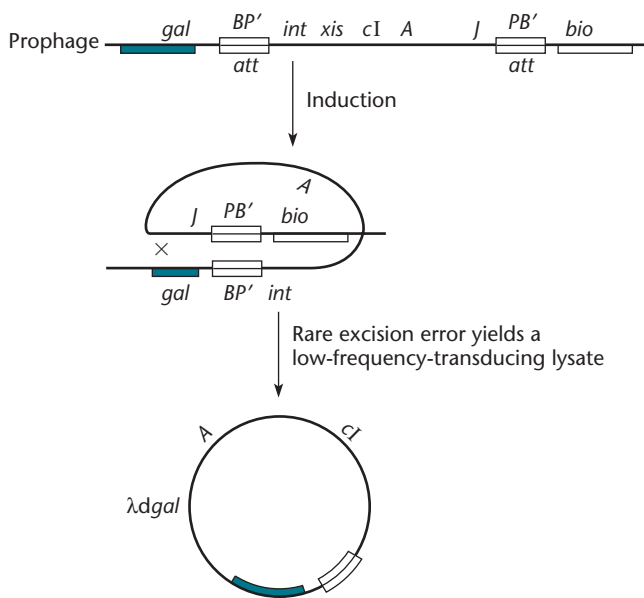 gal BP′ int xis cI A J PB′ bio
Prophage
att att
Induction
A
J PB′ bio
×
gal BP′ int
Rare excision error yields a
low-frequency-transducing lysate
A cI
λdgal